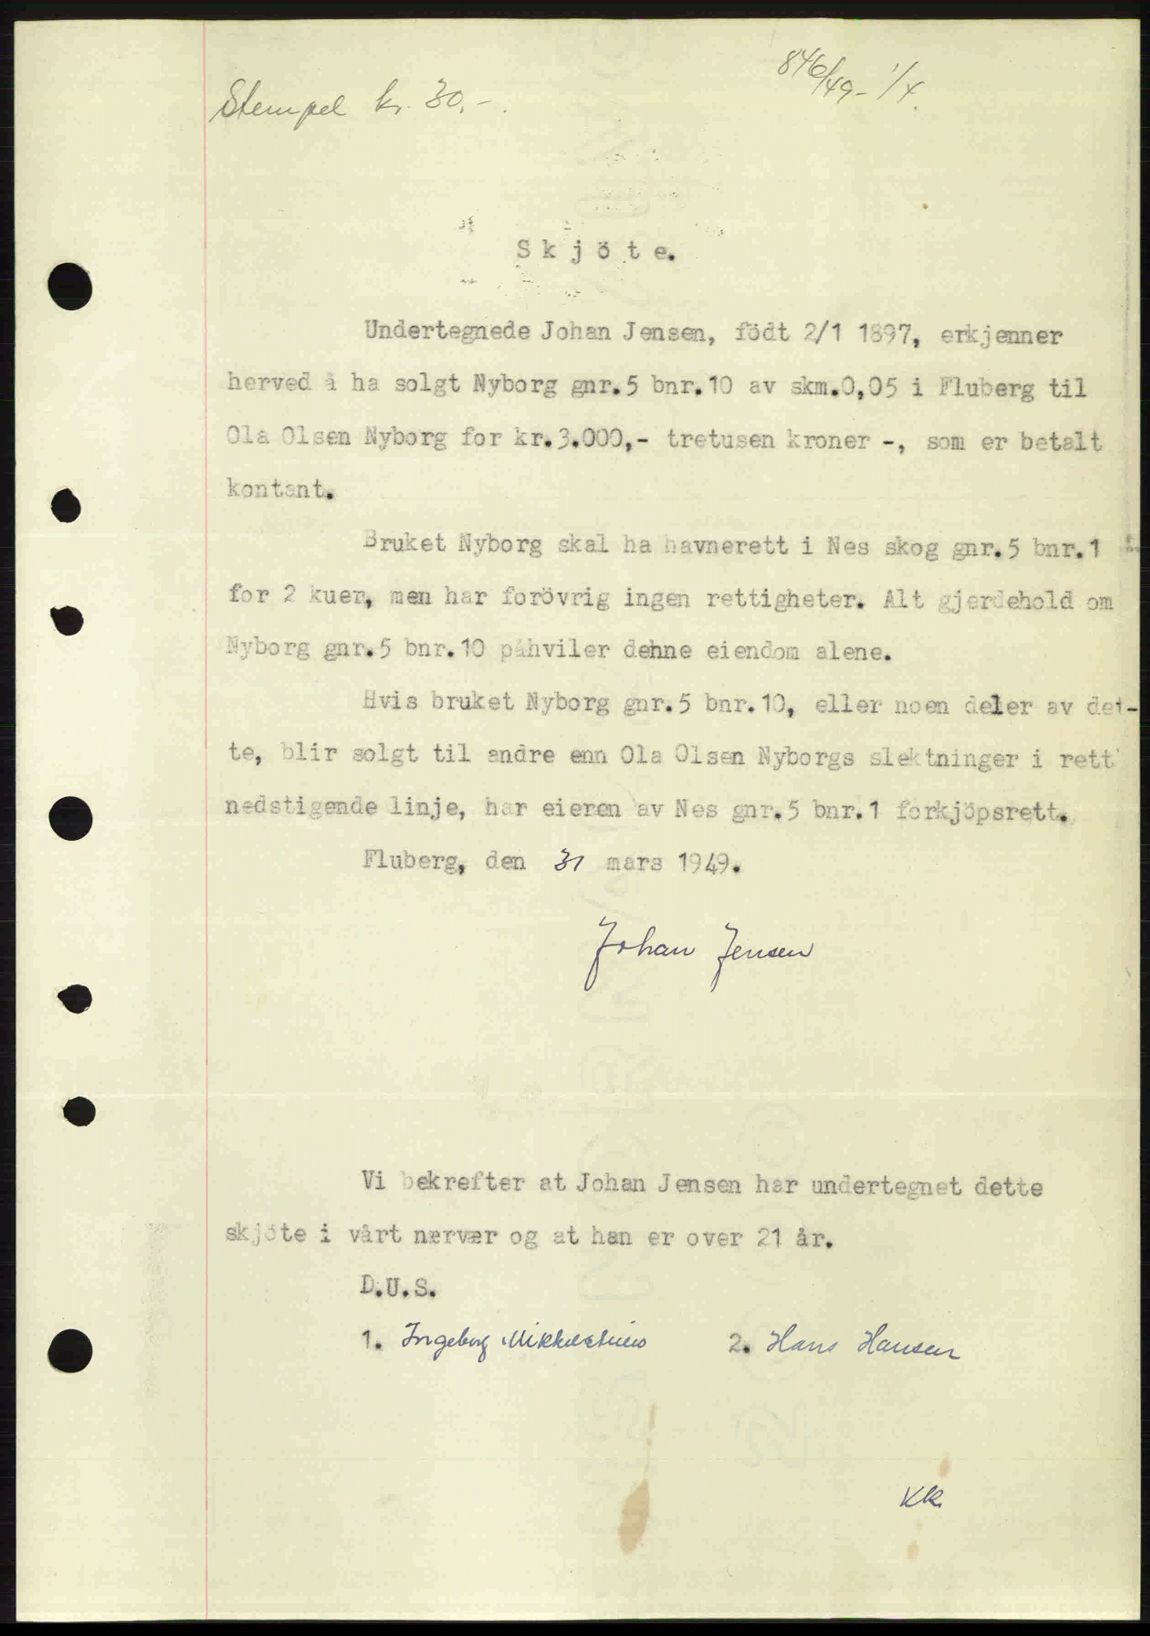 846/49 - 1/4.
Stempel kr. 30.-.
Skjöte.
Undertegnede Johan Jensen, födt 2/1 1897, erkjenner
herved å ha solgt Nyborg gnr.5 bnr.10 av skm.0,05 i Fluberg til
Ola Olsen Nyborg for kr.3.000,- tretusen kroner -, som er betalt
kontant.
Bruket Nyborg skal ha havnerett i Nes skog gnr.5 bnr.1
for 2 kuer, men har forövrig ingen rettigheter. Alt gjerdehold om
Nyborg gnr.5 bnr.10 påhviler dehne eiendom alene.
Hvis bruket Nyborg gnr.5 bnr.10, eller noen deler av det-
te, blir solgt til andre enn Ola Olsen Nyborgs slektninger i rett
nedstigende linje, har eieren av Nes gnr.5 bnr.1 forkjöpsrett.
Fluberg, den 31 mars 1949.
Johan Jensen
Vi bekrefter at Johan Jensen har undertegnet dette
skjöte i vårt nærvær og at han er over 21 år.
D.U.S.
1. Ingeborg 2. Hans Hansen
KR.